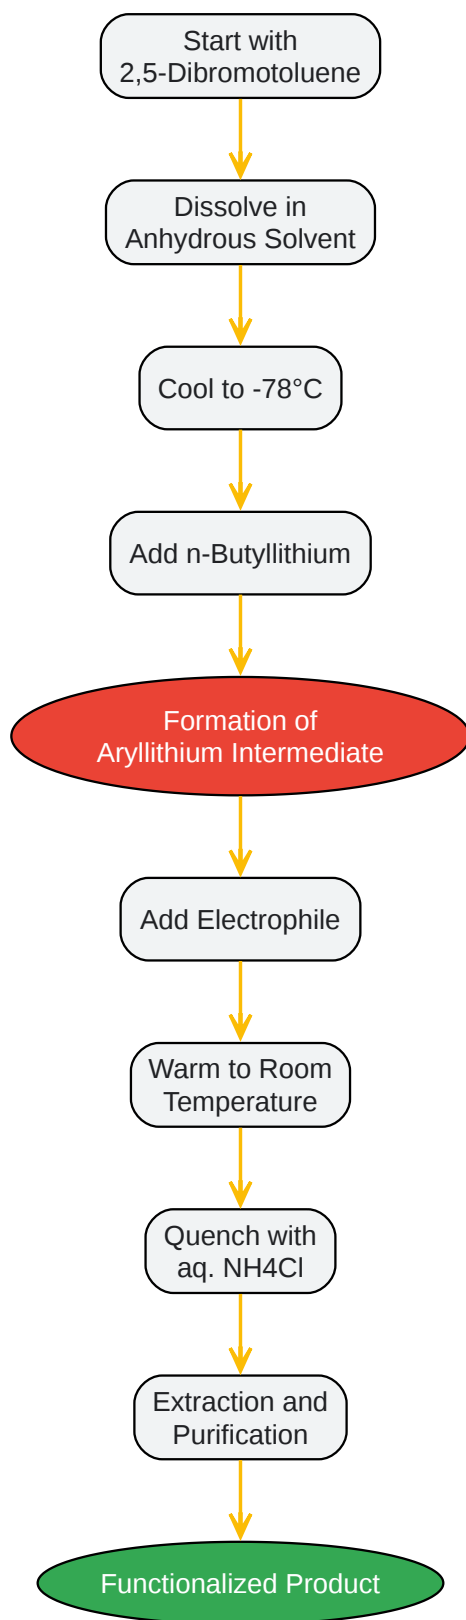 Start with
2,5-Dibromotoluene
Dissolve in
Anhydrous Solvent
Cool to -78°C
Add n-Butyllithium
Formation of
Aryllithium Intermediate
Add Electrophile
Warm to Room
Temperature
Quench with
aq. NH4Cl
Extraction and
Purification
Functionalized Product